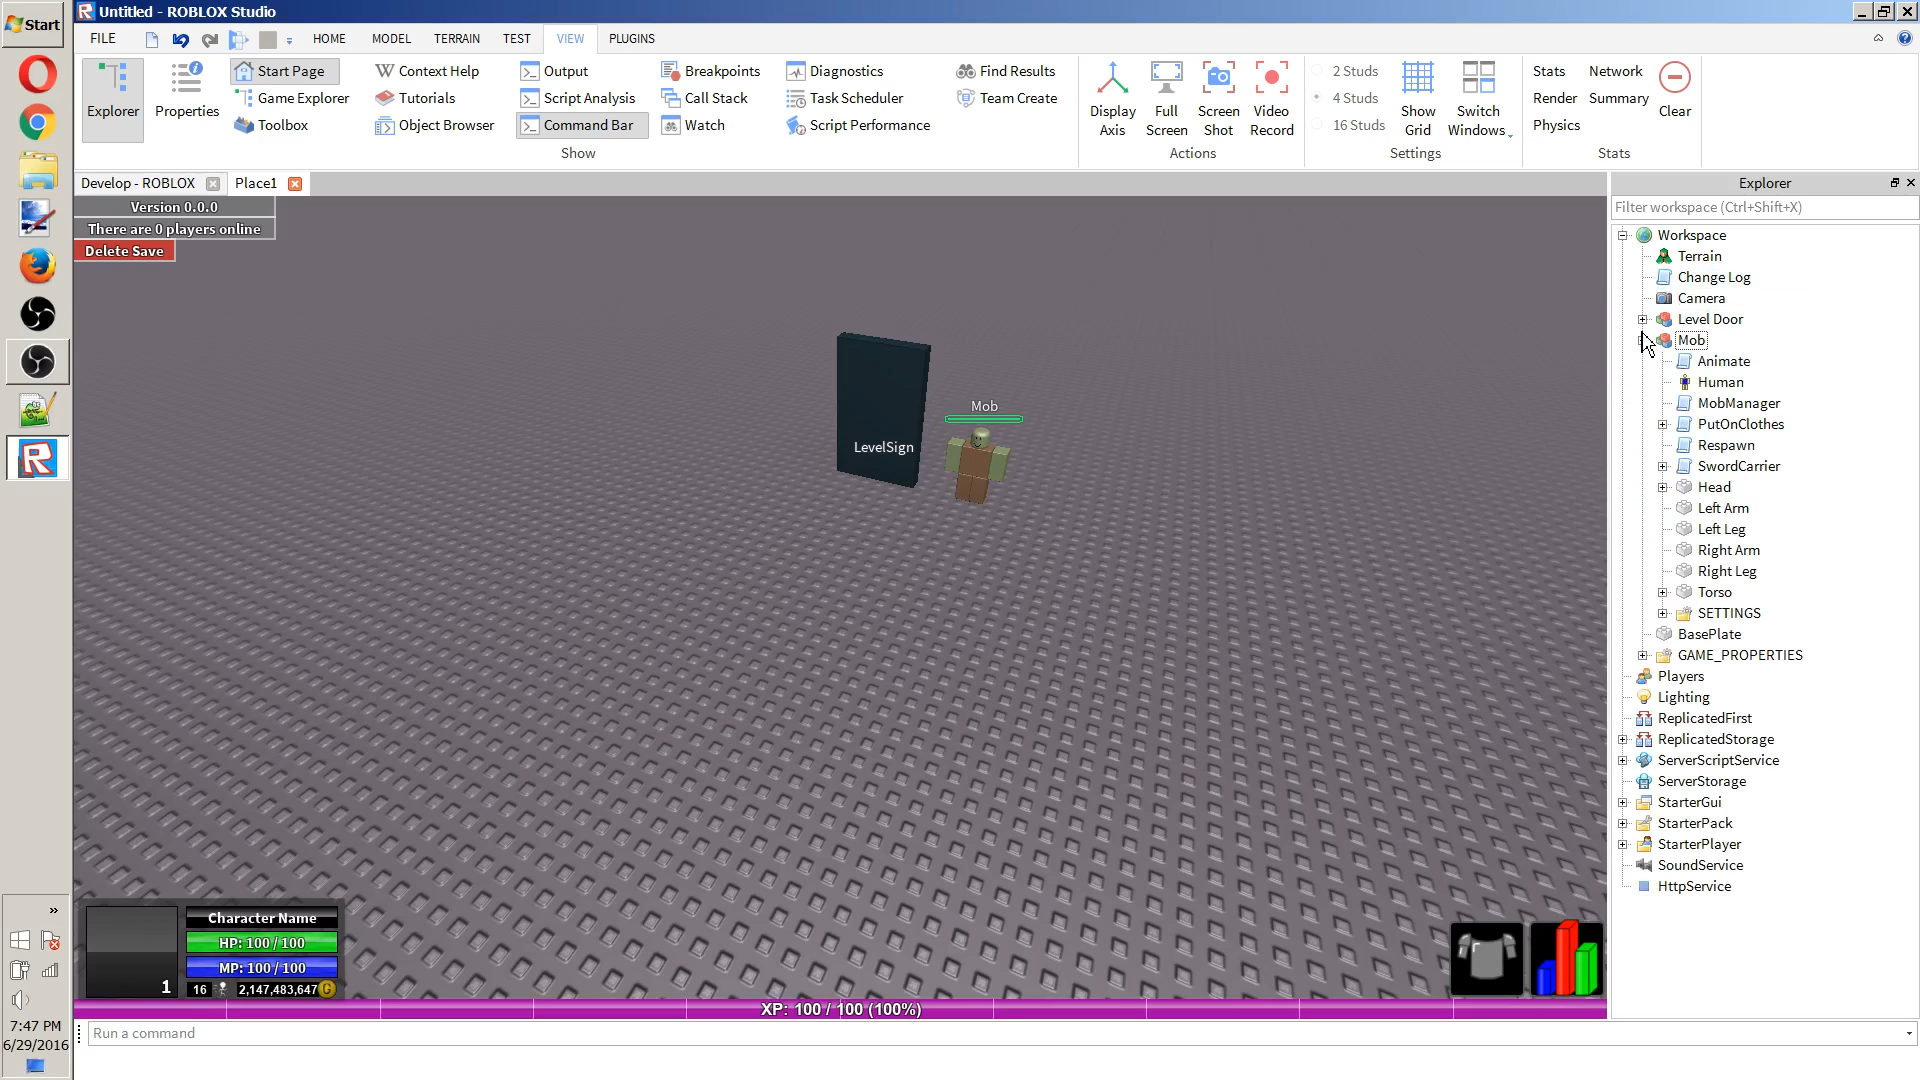 Start
Untitled - ROBLOX Studio
FILE
HOME
MODEL
TERRAIN
TEST
VIEW
PLUGINS
Explorer
Properties
Start Page
Game Explorer
Toolbox
Context Help
Tutorials
Object Browser
Output
Script Analysis
Command Bar
Breakpoints
Call Stack
Watch
Diagnostics
Task Scheduler
Script Performance
Find Results
Team Create
Show
Display Axis
Full Screen
Screen Shot
Video Record
Actions
2 Studs
4 Studs
16 Studs
Show Grid
Switch Windows
Settings
Stats
Network
Render
Summary
Physics
Clear
Stats
Develop - ROBLOX
Place1
Version 0.0.0
There are 0 players online
Delete Save
LevelSign
Mob
Character Name
HP: 100 / 100
MP: 100 / 100
1
16
2,147,483,647 G
XP: 100 / 100 (100%)
Run a command
Explorer
Filter workspace (Ctrl+Shift+X)
Workspace
Terrain
Change Log
Camera
Level Door
Mob
Animate
Human
MobManager
PutOnClothes
Respawn
SwordCarrier
Head
Left Arm
Left Leg
Right Arm
Right Leg
Torso
SETTINGS
BasePlate
GAME_PROPERTIES
Players
Lighting
ReplicatedFirst
ReplicatedStorage
ServerScriptService
ServerStorage
StarterGui
StarterPack
StarterPlayer
SoundService
HttpService
7:47 PM
6/29/2016